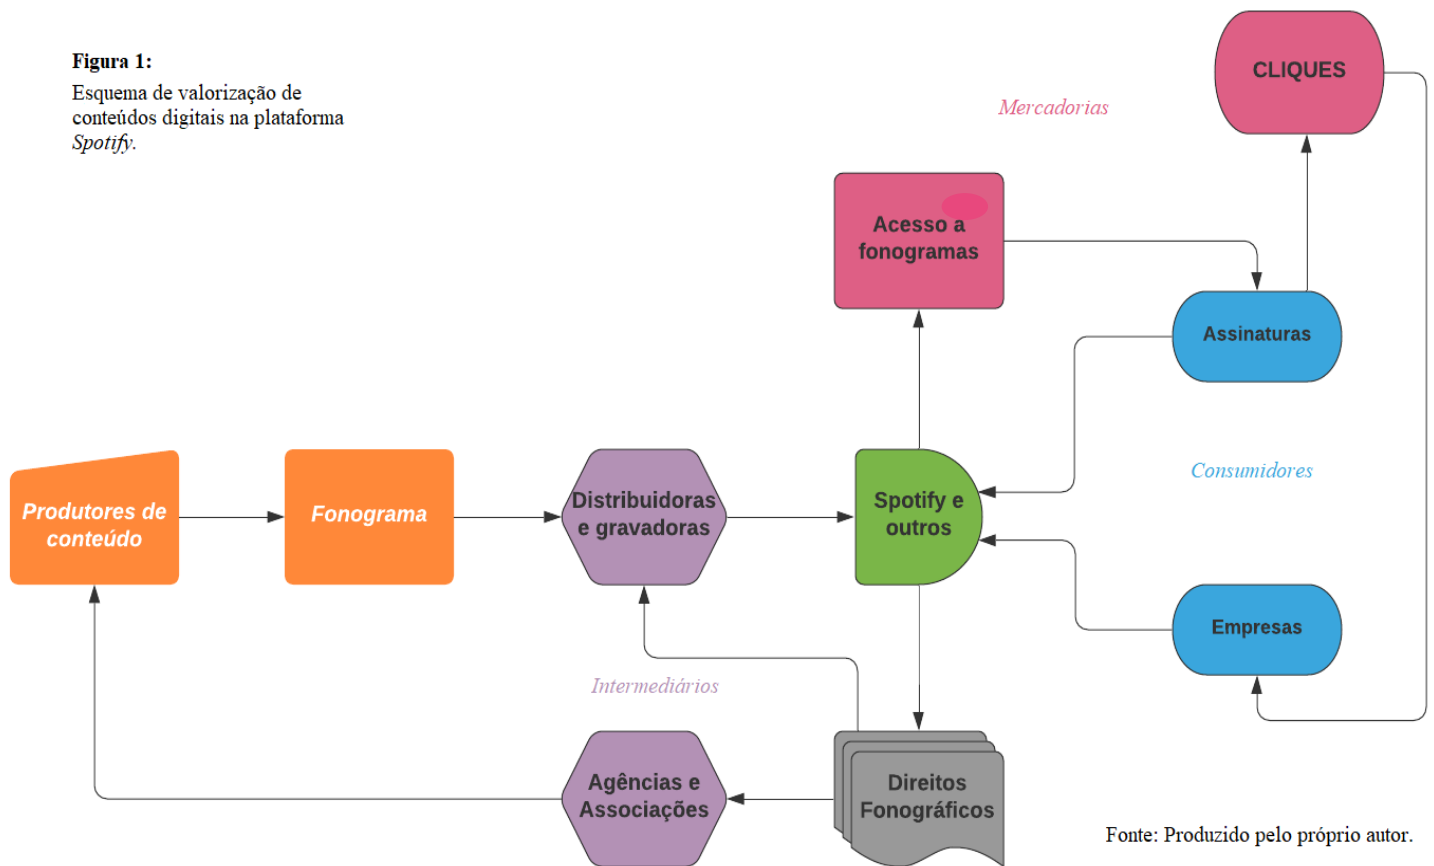 Figura 1:
Esquema de valorização de
conteúdos digitais na plataforma
Spotify.
CLIQUES
Mercadorias
Acesso a
fonogramas
Assinaturas
Consumidores
Produtores de
conteúdo
Fonograma
Distribuidoras
e gravadoras
Spotify e
outros
Empresas
Intermediários
Agências e
Associações
Direitos
Fonográficos
Fonte: Produzido pelo próprio autor.